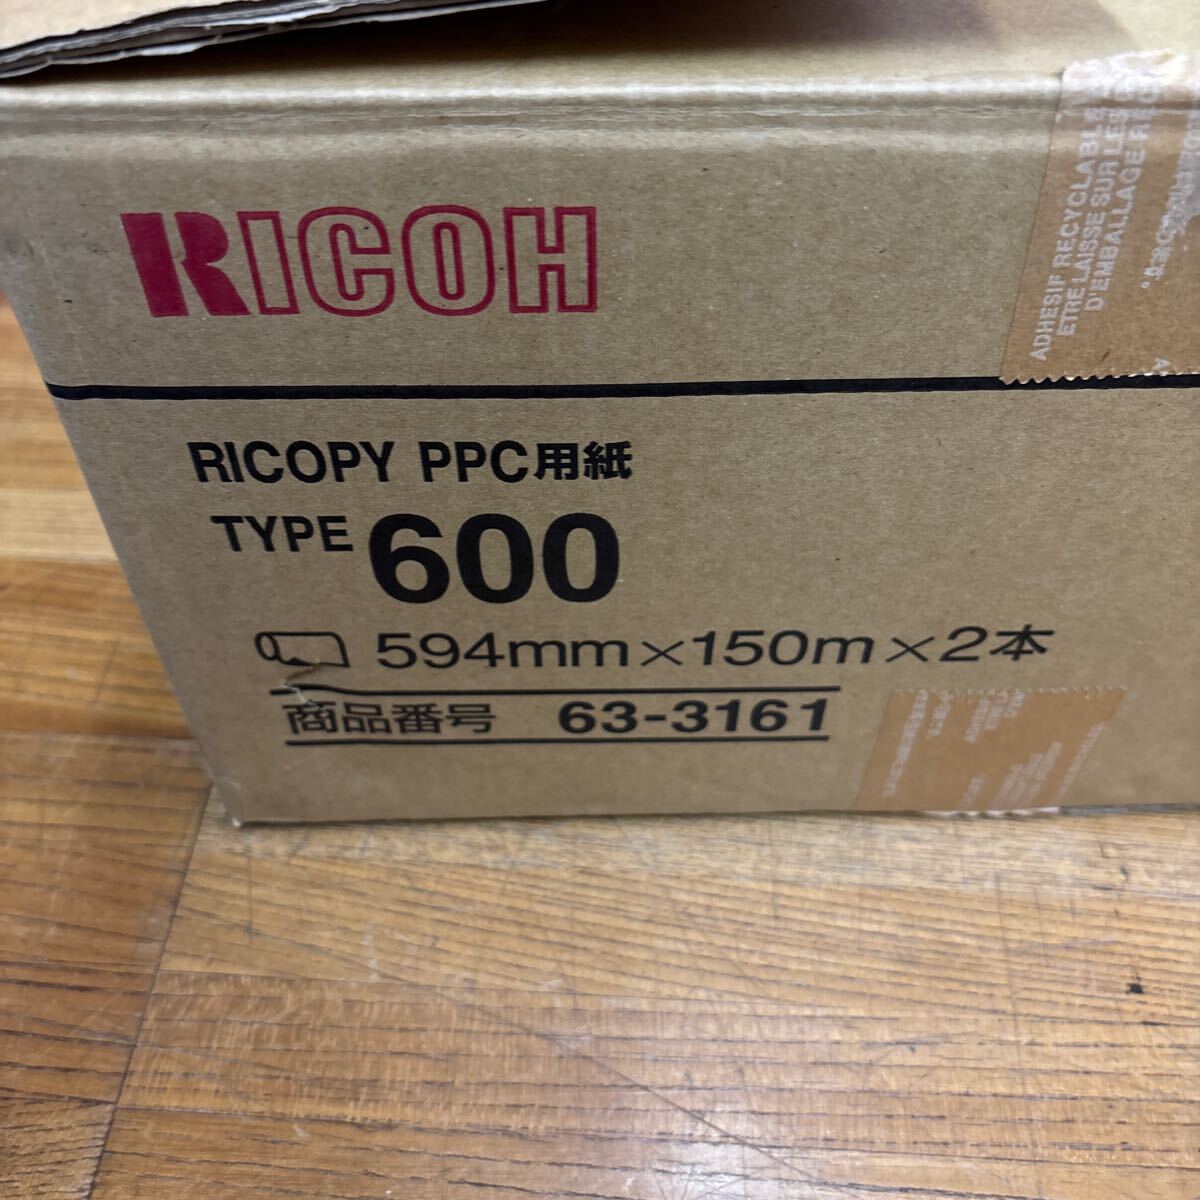 RICOH
RICOPY PPC用紙
TYPE 600
594mm×150m×2本
商品番号 63-3161
ADHESIF RECYCLABLE
ETRE LAISSE SUR LES
D'EMBALLAGE REC